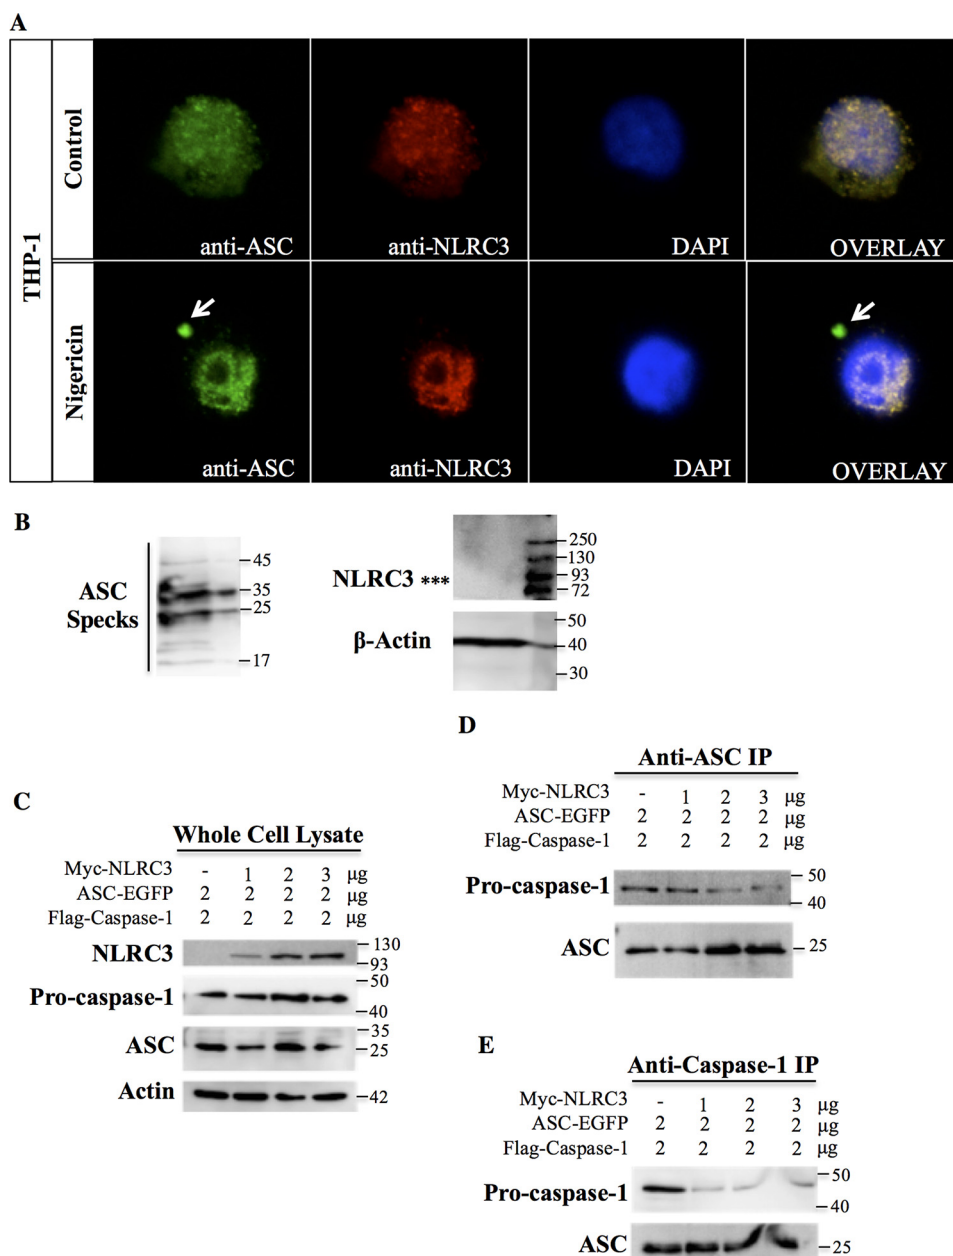 A
THP-1
Control
anti-ASC
anti-NLRC3
DAPI
OVERLAY
Nigericin
anti-ASC
anti-NLRC3
DAPI
OVERLAY
B
ASC
Specks
45
35
25
17
NLRC3 ***
250
130
93
72
β-Actin
50
40
30
C
Whole Cell Lysate
Myc-NLRC3 - 1 2 3 μg
ASC-EGFP 2 2 2 2 μg
Flag-Caspase-1 2 2 2 2 μg
NLRC3
130
93
Pro-caspase-1
50
40
ASC
35
25
Actin
42
D
Anti-ASC IP
Myc-NLRC3 - 1 2 3 μg
ASC-EGFP 2 2 2 2 μg
Flag-Caspase-1 2 2 2 2 μg
Pro-caspase-1
50
40
ASC
25
E
Anti-Caspase-1 IP
Myc-NLRC3 - 1 2 3 μg
ASC-EGFP 2 2 2 2 μg
Flag-Caspase-1 2 2 2 2 μg
Pro-caspase-1
50
40
ASC
25